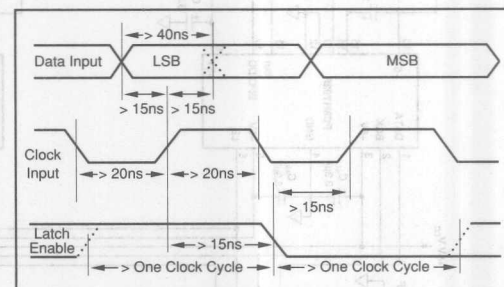 > 40ns
Data Input
LSB
MSB
> 15ns
> 15ns
Clock
Input
> 20ns
> 20ns
> 15ns
Latch
Enable
> 15ns
> One Clock Cycle
> One Clock Cycle